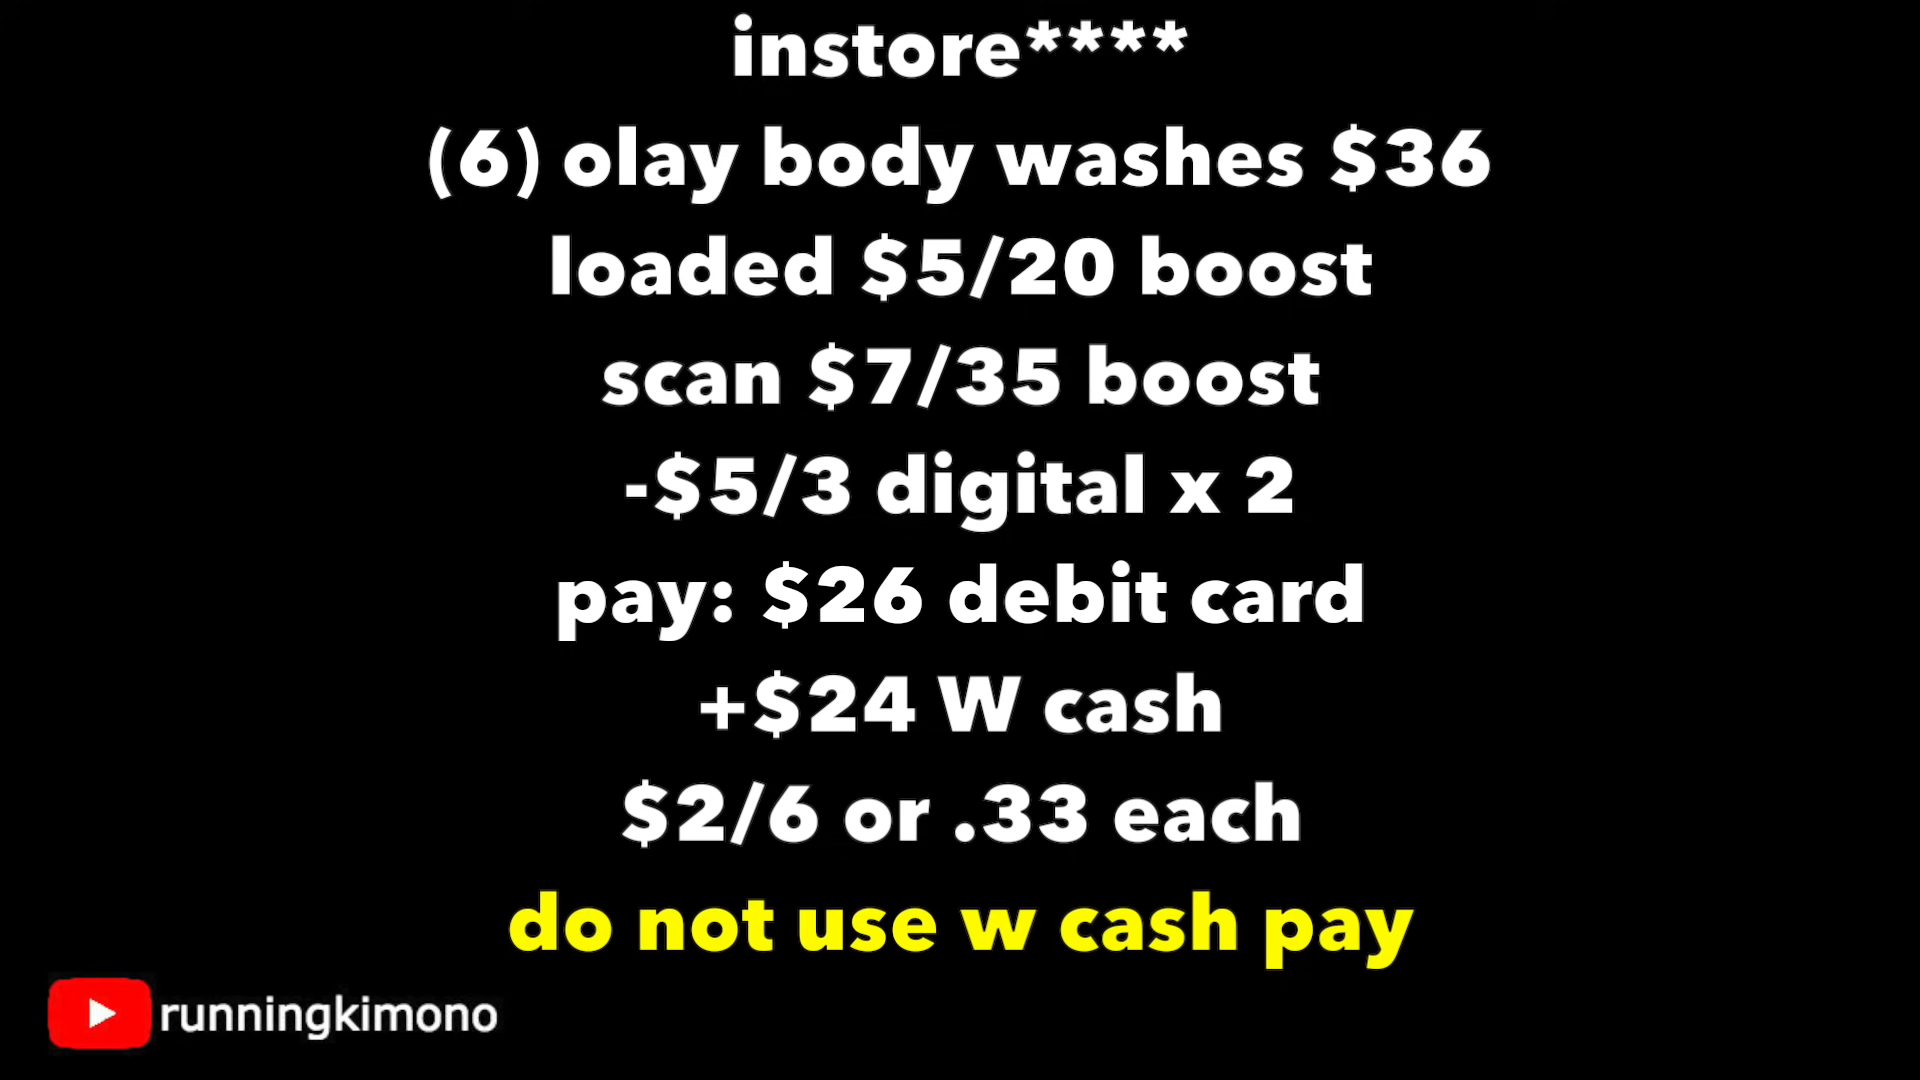 instore****
(6) olay body washes $36
loaded $5/20 boost
scan $7/35 boost
-$5/3 digital x 2
pay: $26 debit card
+$24 W cash
$2/6 or .33 each
do not use w cash pay
runningkimono